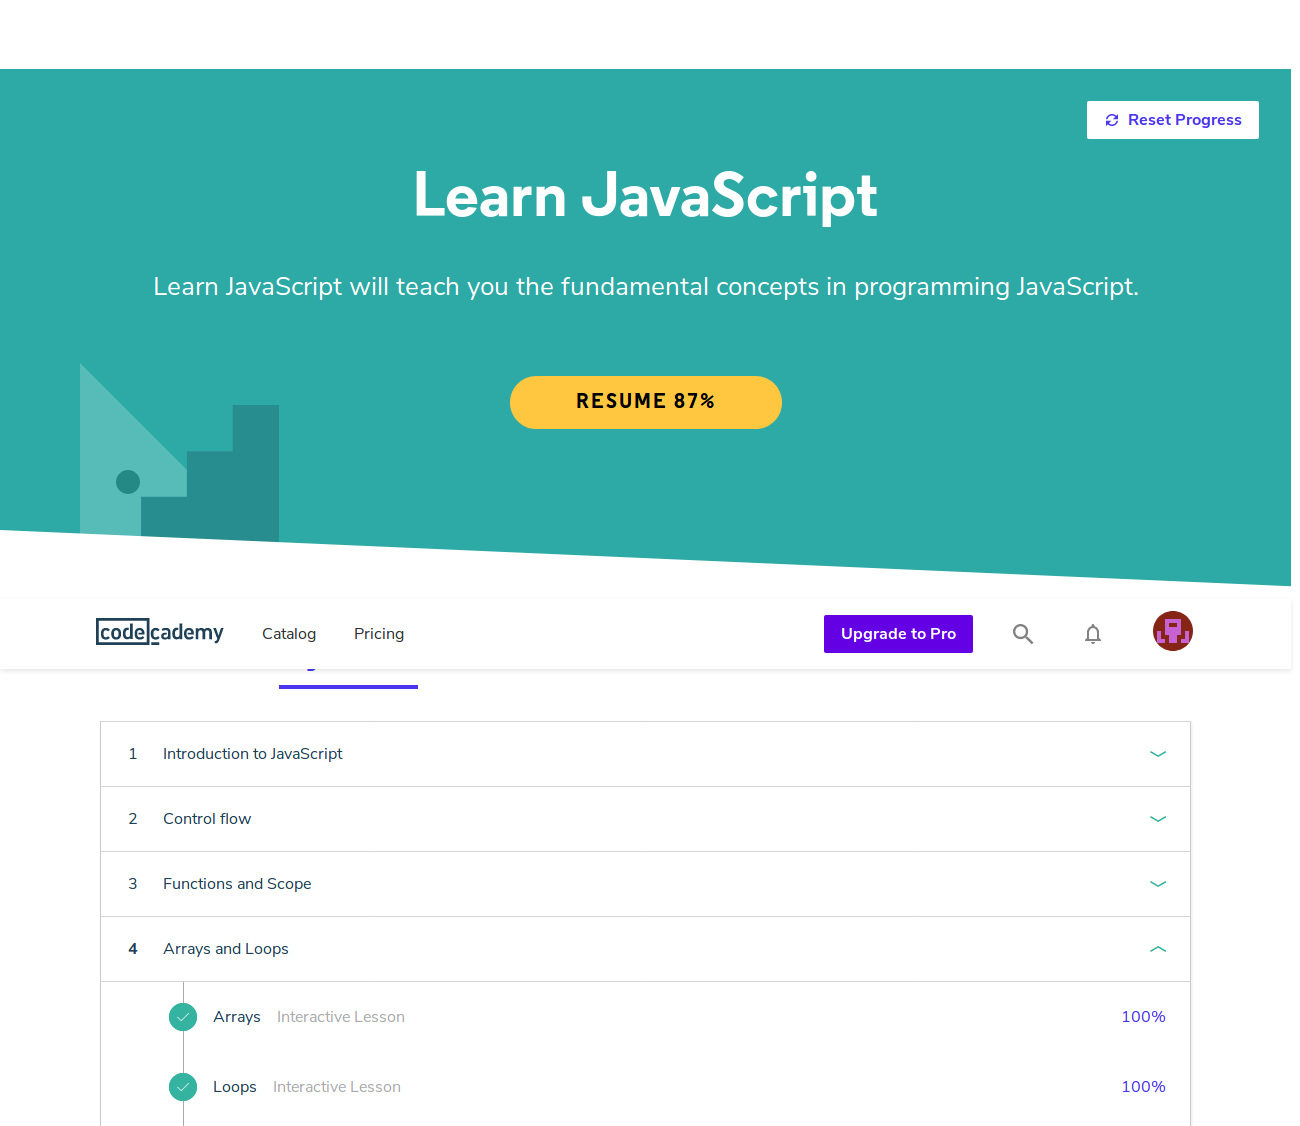 Reset Progress
Learn JavaScript
Learn JavaScript will teach you the fundamental concepts in programming JavaScript.
RESUME 87%
codecademy Catalog Pricing Upgrade to Pro
1 Introduction to JavaScript
2 Control flow
3 Functions and Scope
4 Arrays and Loops
Arrays Interactive Lesson 100%
Loops Interactive Lesson 100%